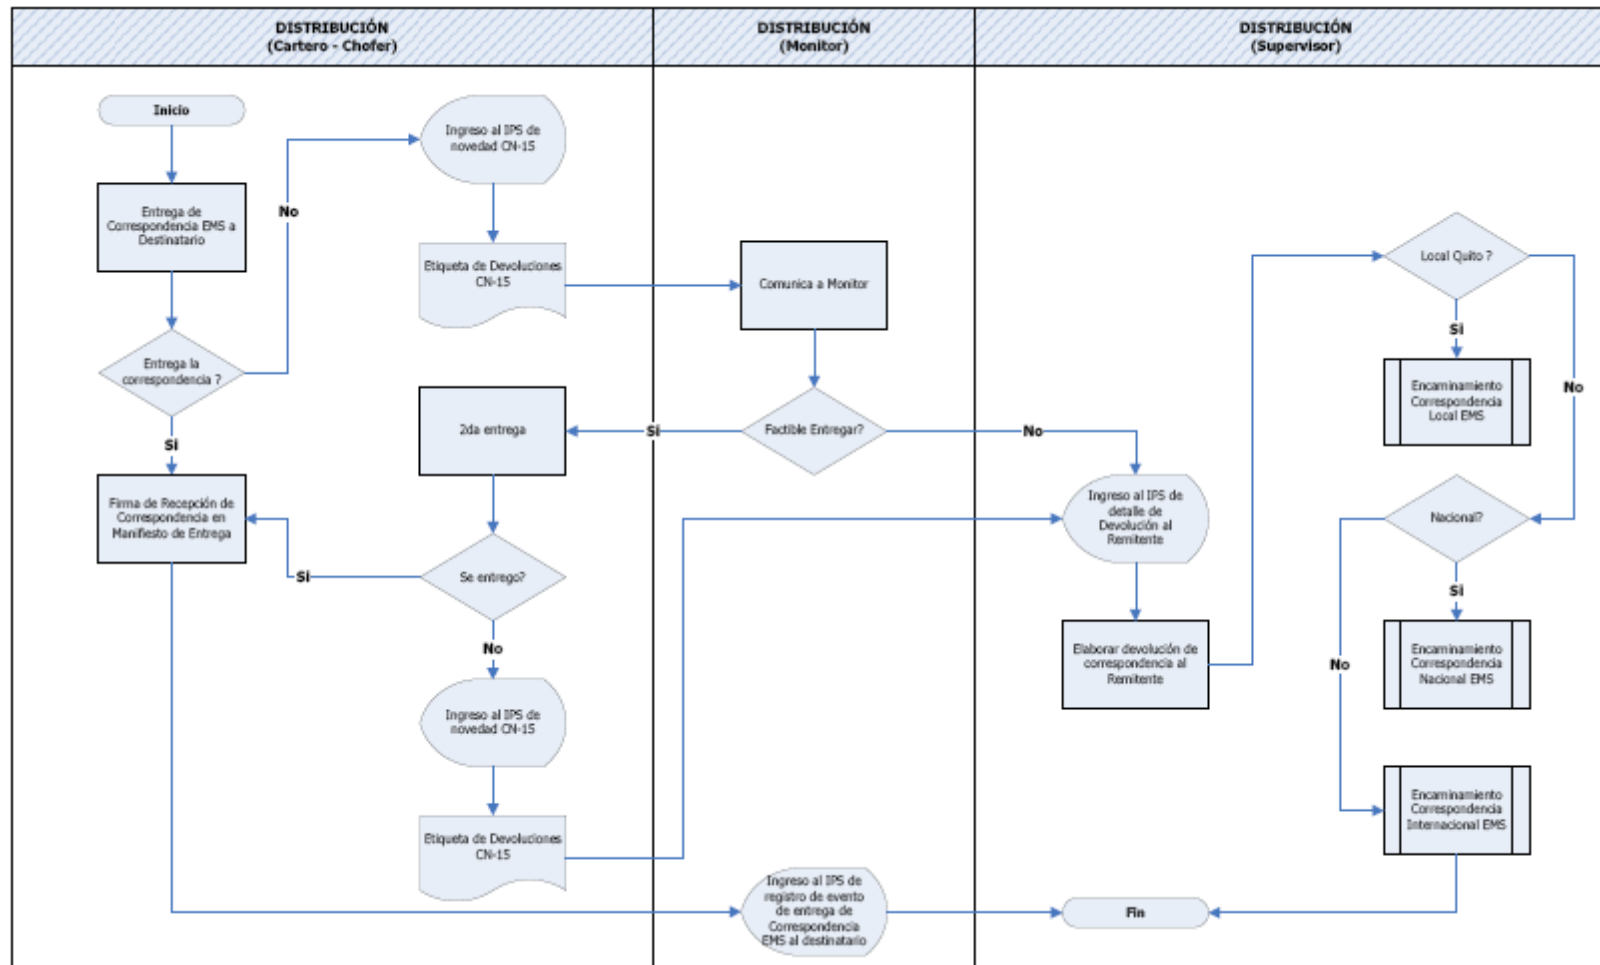 DISTRIBUCIÓN
(Cartero - Chofer)
DISTRIBUCIÓN
(Monitor)
DISTRIBUCIÓN
(Supervisor)
Inicio
Entrega de
Correspondencia EMS a
Destinatario
Entrega la
correspondencia ?
No
Si
Firma de Recepción de
Correspondencia en
Manifiesto de Entrega
Ingreso al IPS de
novedad CN-15
Etiqueta de Devoluciones
CN-15
2da entrega
Se entrego?
Si
No
Ingreso al IPS de
novedad CN-15
Etiqueta de Devoluciones
CN-15
Comunica a Monitor
Factible Entregar?
Si
No
Ingreso al IPS de
registro de evento
de entrega de
Correspondencia
EMS al destinatario
Ingreso al IPS de
detalle de
Devolución al
Remitente
Elaborar devolución de
correspondencia al
Remitente
Local Quito ?
Si
No
Encaminamiento
Correspondencia
Local EMS
Nacional?
Si
No
Encaminamiento
Correspondencia
Nacional EMS
Encaminamiento
Correspondencia
Internacional EMS
Fin